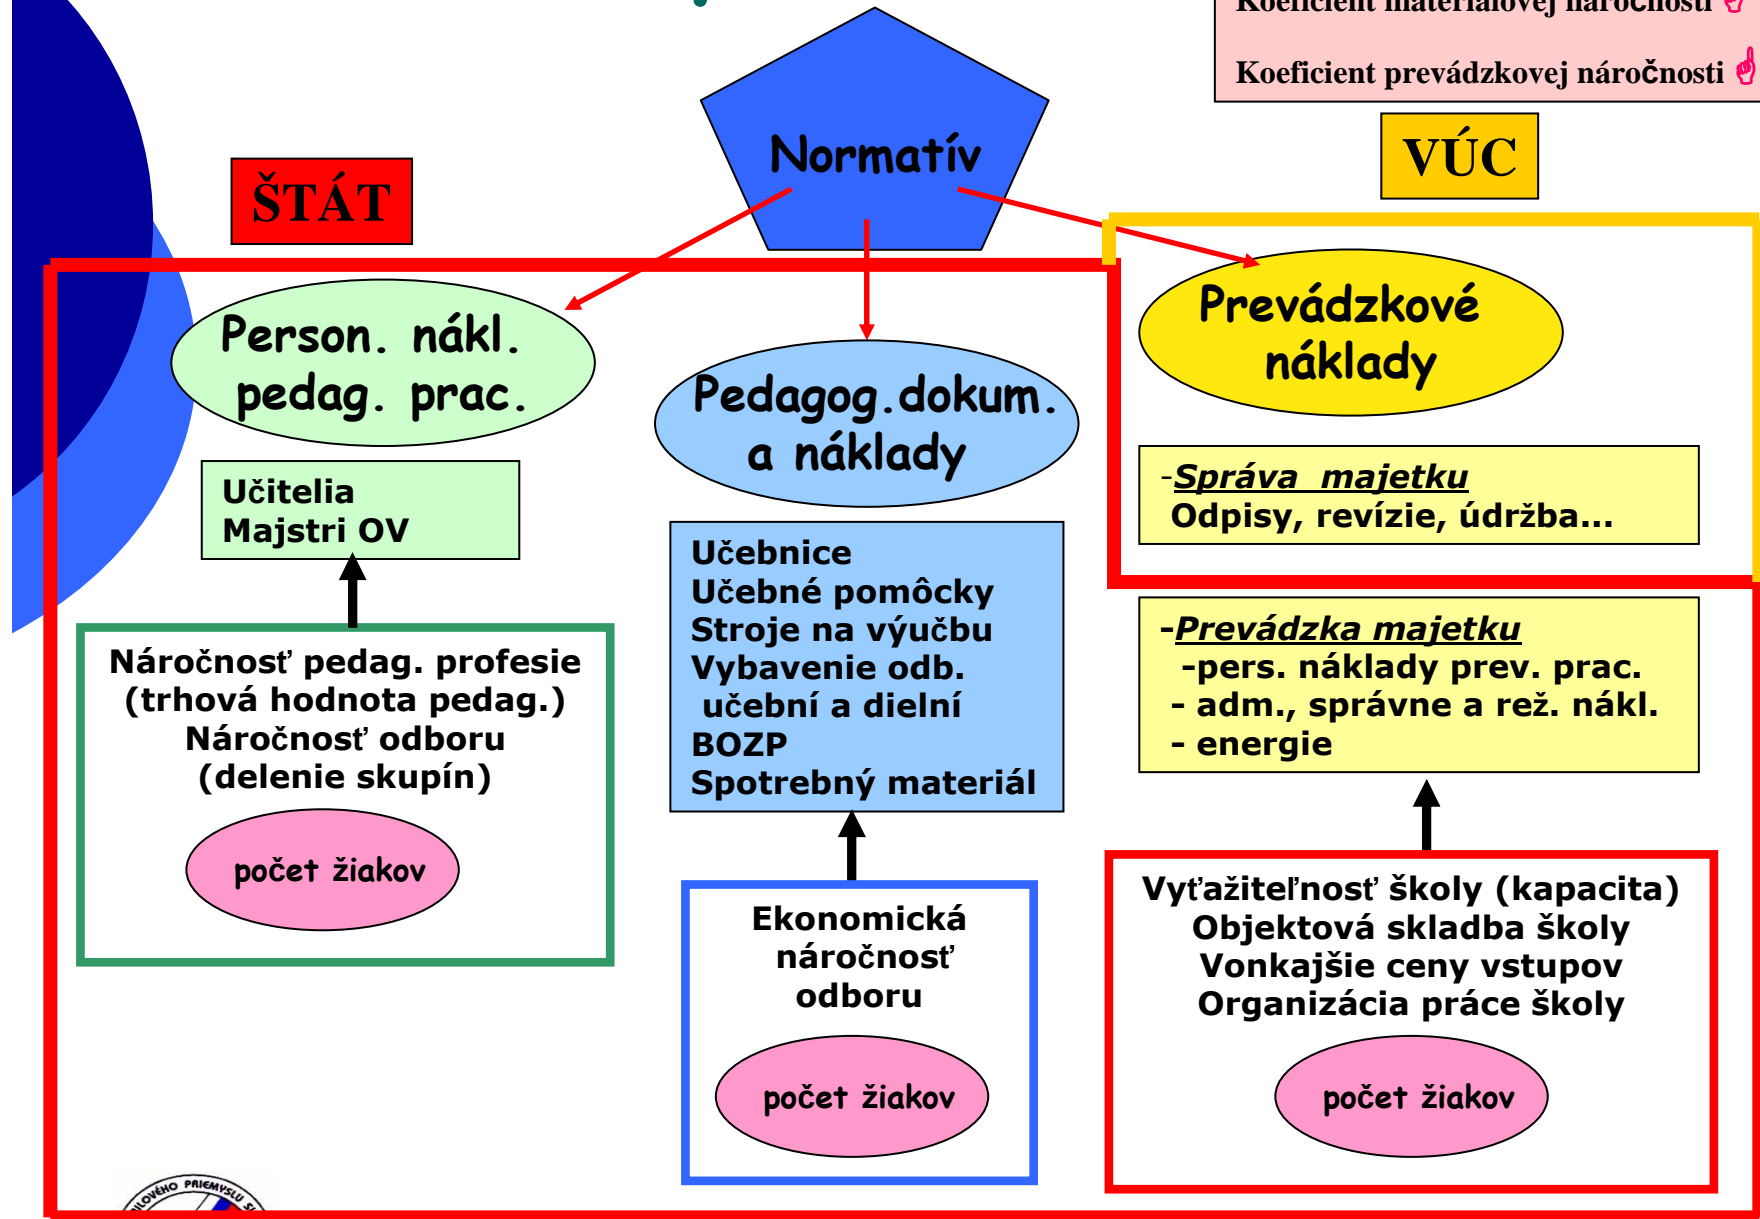 Koeficient materiálovej náročnosti
Koeficient prevádzkovej náročnosti
VÚC
ŠTÁT
Normatív
Person. nákl.
pedag. prac.
Učitelia
Majstri OV
Náročnosť pedag. profesie
(trhová hodnota pedag.)
Náročnosť odboru
(delenie skupín)
počet žiakov
Pedagog.dokum.
a náklady
Učebnice
Učebné pomôcky
Stroje na výučbu
Vybavenie odb.
učební a dielní
BOZP
Spotrebný materiál
Ekonomická
náročnosť
odboru
počet žiakov
Prevádzkové
náklady
-Správa majetku
Odpisy, revízie, údržba...
-Prevádzka majetku
-pers. náklady prev. prac.
- adm., správne a rež. nákl.
- energie
Vyťažiteľnosť školy (kapacita)
Objektová skladba školy
Vonkajšie ceny vstupov
Organizácia práce školy
počet žiakov
PRIEMYSLU